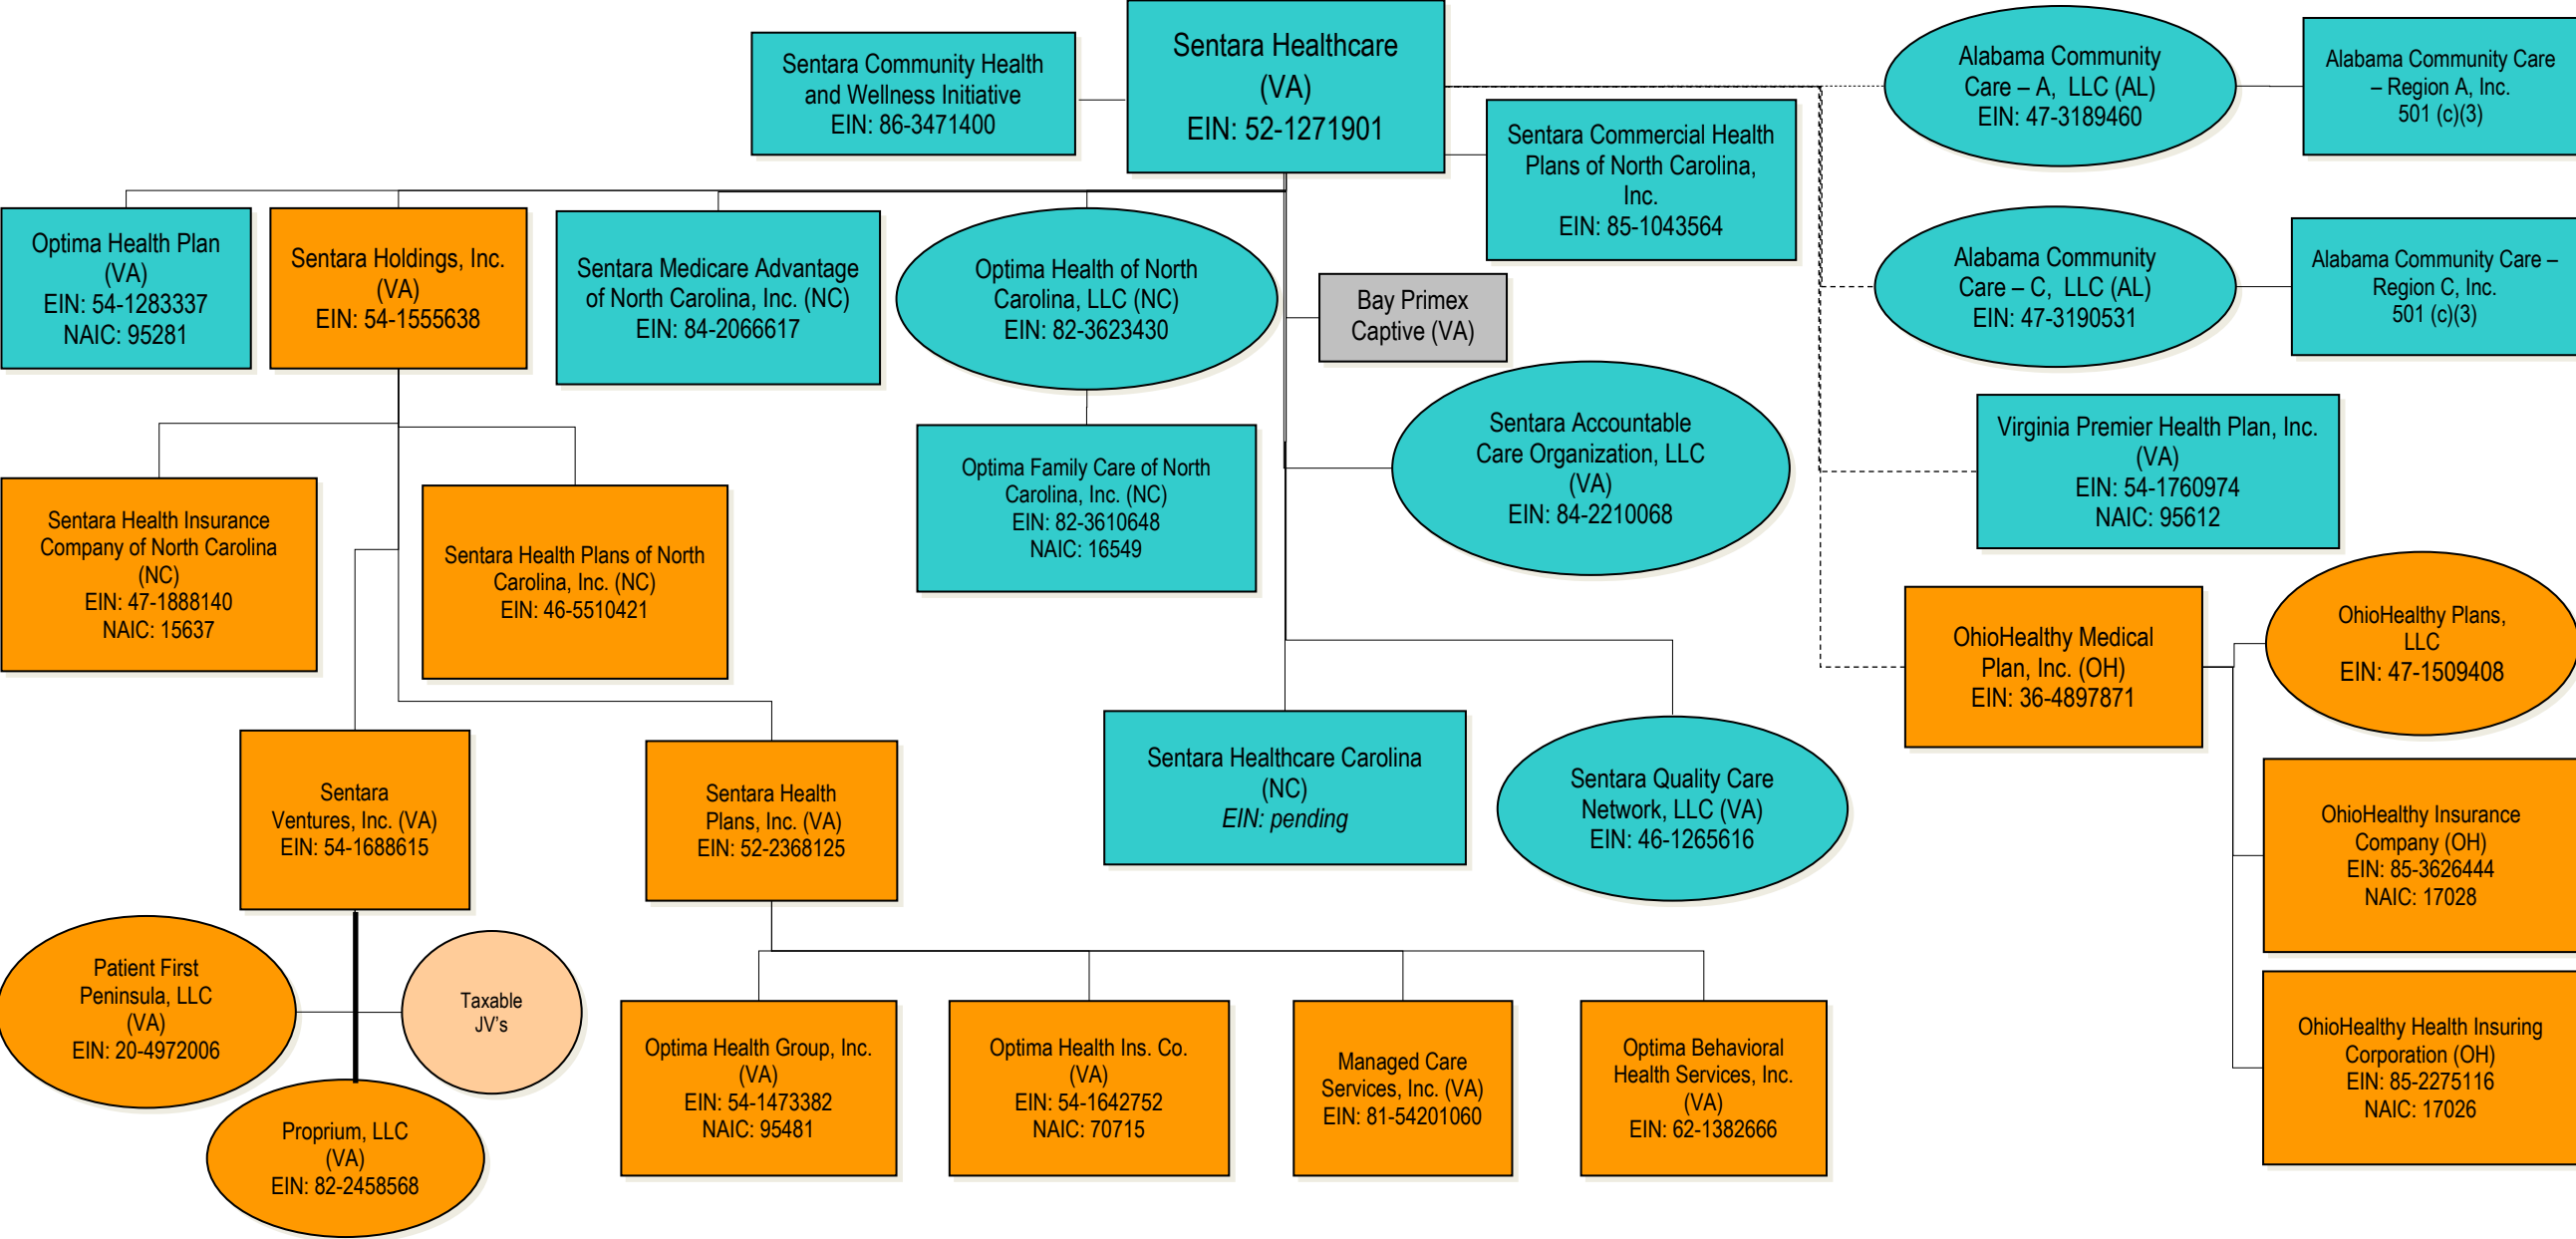 Sentara Healthcare
(VA)
EIN: 52-1271901
Sentara Community Health
and Wellness Initiative
EIN: 86-3471400
Sentara Commercial Health
Plans of North Carolina,
Inc.
EIN: 85-1043564
Alabama Community
Care – A, LLC (AL)
EIN: 47-3189460
Alabama Community Care
– Region A, Inc.
501 (c)(3)
Optima Health Plan
(VA)
EIN: 54-1283337
NAIC: 95281
Sentara Holdings, Inc.
(VA)
EIN: 54-1555638
Sentara Medicare Advantage
of North Carolina, Inc. (NC)
EIN: 84-2066617
Optima Health of North
Carolina, LLC (NC)
EIN: 82-3623430
Bay Primex
Captive (VA)
Alabama Community
Care – C, LLC (AL)
EIN: 47-3190531
Alabama Community Care –
Region C, Inc.
501 (c)(3)
Sentara Health Insurance
Company of North Carolina
(NC)
EIN: 47-1888140
NAIC: 15637
Sentara Health Plans of North
Carolina, Inc. (NC)
EIN: 46-5510421
Optima Family Care of North
Carolina, Inc. (NC)
EIN: 82-3610648
NAIC: 16549
Sentara Accountable
Care Organization, LLC
(VA)
EIN: 84-2210068
Virginia Premier Health Plan, Inc.
(VA)
EIN: 54-1760974
NAIC: 95612
OhioHealthy Medical
Plan, Inc. (OH)
EIN: 36-4897871
OhioHealthy Plans,
LLC
EIN: 47-1509408
Sentara
Ventures, Inc. (VA)
EIN: 54-1688615
Sentara Health
Plans, Inc. (VA)
EIN: 52-2368125
Sentara Healthcare Carolina
(NC)
EIN: pending
Sentara Quality Care
Network, LLC (VA)
EIN: 46-1265616
OhioHealthy Insurance
Company (OH)
EIN: 85-3626444
NAIC: 17028
Patient First
Peninsula, LLC
(VA)
EIN: 20-4972006
Taxable
JV's
Proprium, LLC
(VA)
EIN: 82-2458568
Optima Health Group, Inc.
(VA)
EIN: 54-1473382
NAIC: 95481
Optima Health Ins. Co.
(VA)
EIN: 54-1642752
NAIC: 70715
Managed Care
Services, Inc. (VA)
EIN: 81-54201060
Optima Behavioral
Health Services, Inc.
(VA)
EIN: 62-1382666
OhioHealthy Health Insuring
Corporation (OH)
EIN: 85-2275116
NAIC: 17026